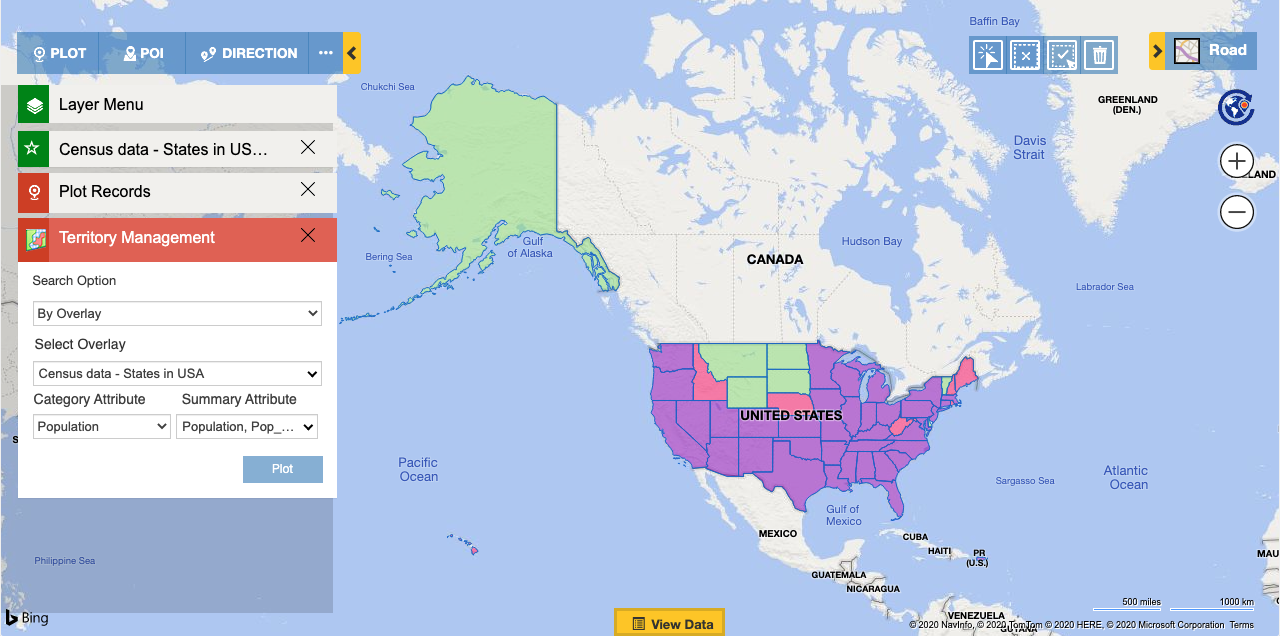 PLOT
POI
DIRECTION
Road
Layer Menu
Census data - States in US...
Plot Records
Territory Management
Search Option
By Overlay
Select Overlay
Census data - States in USA
Category Attribute
Summary Attribute
Population
Population, Pop_...
Plot
Baffin Bay
Chukchi Sea
GREENLAND
(DEN.)
Davis
Strait
LAND
Gulf
of Alaska
Bering Sea
Hudson Bay
CANADA
Labrador Sea
UNITED STATES
Pacific
Ocean
Atlantic
Ocean
Sargasso Sea
Gulf of
Mexico
MEXICO
CUBA
HAITI
PR
(U.S.)
MAU
Philippine Sea
GUATEMALA
NICARAGUA
VENEZUELA
GUYANA
Bing
View Data
500 miles
1000 km
© 2020 NavInfo, © 2020 TomTom © 2020 HERE, © 2020 Microsoft Corporation Terms